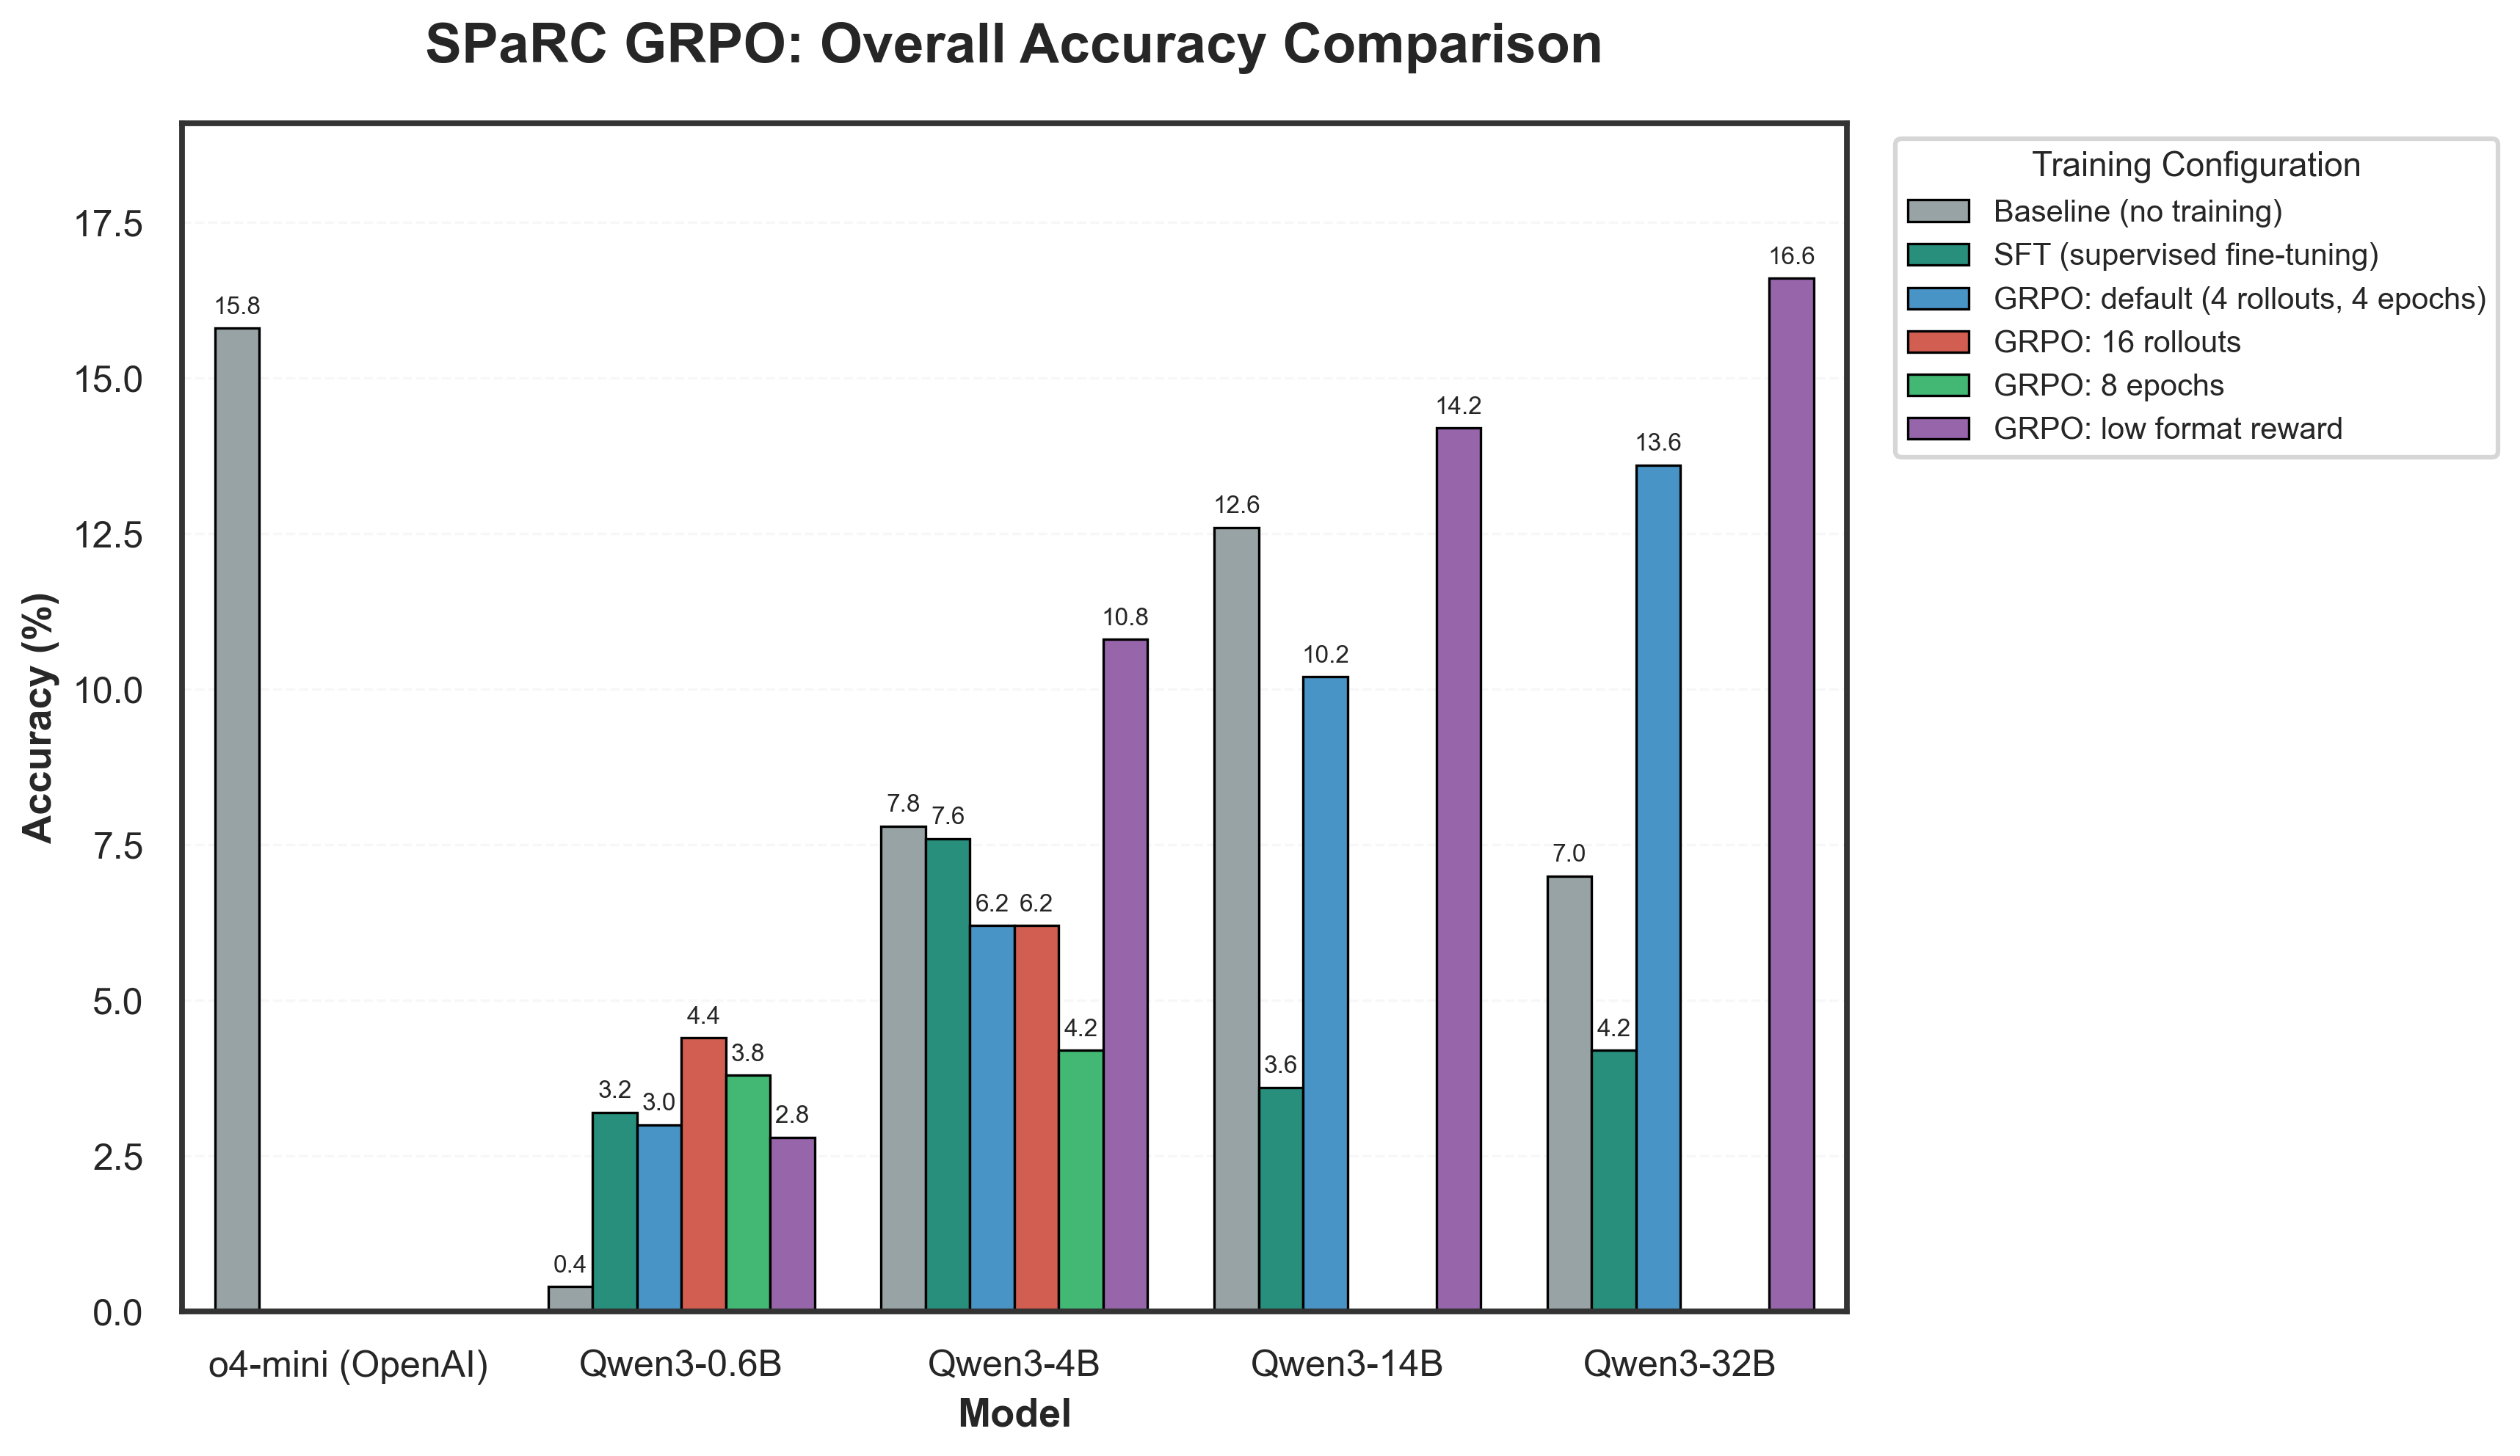 SPaRC GRPO: Overall Accuracy Comparison
Accuracy (%)
17.5
15.0
12.5
10.0
7.5
5.0
2.5
0.0
15.8
0.4
3.2
3.0
4.4
3.8
2.8
7.8
7.6
6.2
6.2
4.2
10.8
12.6
3.6
10.2
14.2
7.0
4.2
13.6
16.6
o4-mini (OpenAI)
Qwen3-0.6B
Qwen3-4B
Qwen3-14B
Qwen3-32B
Model
Training Configuration
Baseline (no training)
SFT (supervised fine-tuning)
GRPO: default (4 rollouts, 4 epochs)
GRPO: 16 rollouts
GRPO: 8 epochs
GRPO: low format reward